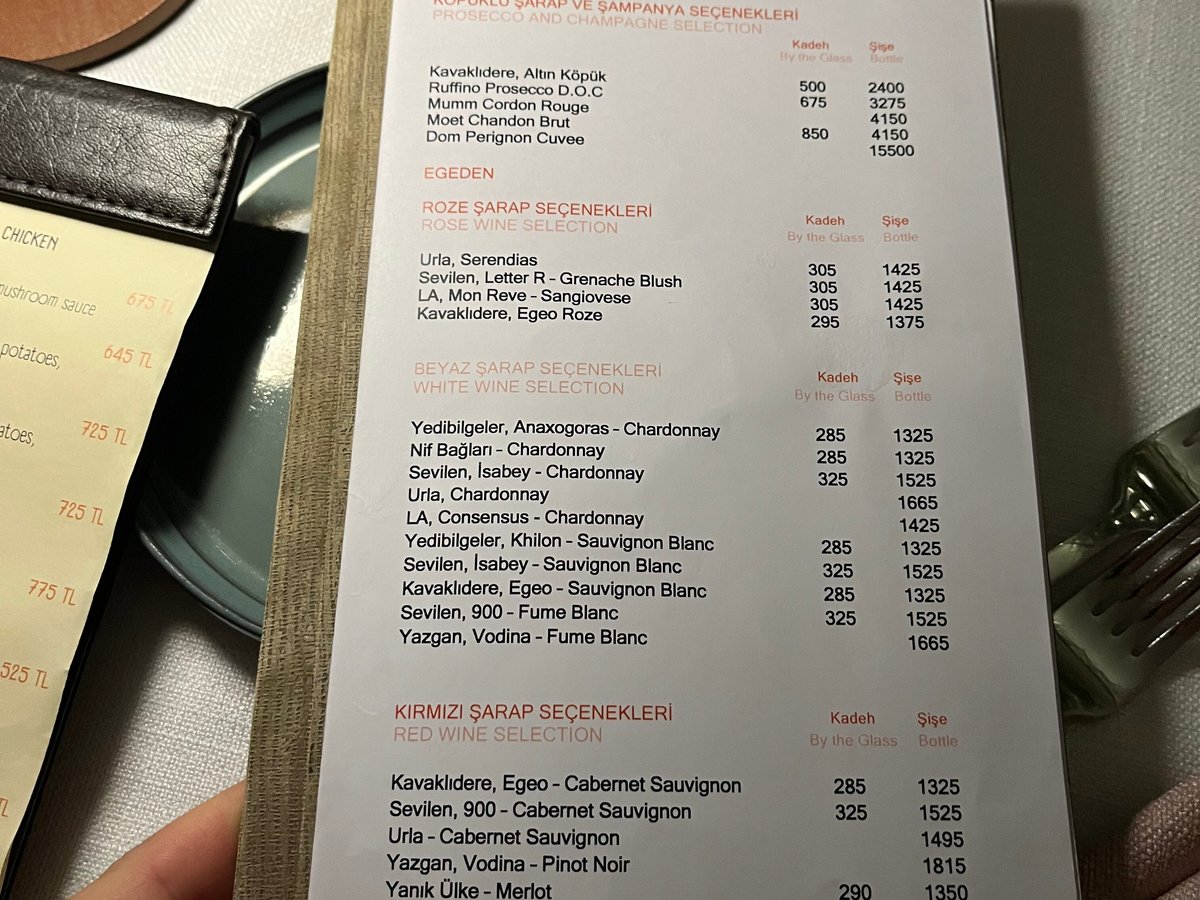 KÖPÜKLÜ ŞARAP VE ŞAMPANYA SEÇENEKLERİ
PROSECCO AND CHAMPAGNE SELECTION
Kadeh Şişe
By the Glass Bottle
Kavaklıdere, Altın Köpük 500 2400
Ruffino Prosecco D.O.C 675 3275
Mumm Cordon Rouge 4150
Moet Chandon Brut 850 4150
Dom Perignon Cuvee 15500
EGEDEN
ROZE ŞARAP SEÇENEKLERİ
ROSE WINE SELECTION
Kadeh Şişe
By the Glass Bottle
Urla, Serendias 305 1425
Sevilen, Letter R - Grenache Blush 305 1425
LA, Mon Reve - Sangiovese 305 1425
Kavaklıdere, Egeo Roze 295 1375
BEYAZ ŞARAP SEÇENEKLERİ
WHITE WINE SELECTION
Kadeh Şişe
By the Glass Bottle
Yedibilgeler, Anaxogoras - Chardonnay 285 1325
Nif Bağları - Chardonnay 285 1325
Sevilen, İsabey - Chardonnay 325 1525
Urla, Chardonnay 1665
LA, Consensus - Chardonnay 1425
Yedibilgeler, Khilon - Sauvignon Blanc 285 1325
Sevilen, İsabey - Sauvignon Blanc 325 1525
Kavaklıdere, Egeo - Sauvignon Blanc 285 1325
Sevilen, 900 - Fume Blanc 325 1525
Yazgan, Vodina - Fume Blanc 1665
KIRMIZI ŞARAP SEÇENEKLERİ
RED WINE SELECTION
Kadeh Şişe
By the Glass Bottle
Kavaklıdere, Egeo - Cabernet Sauvignon 285 1325
Sevilen, 900 - Cabernet Sauvignon 325 1525
Urla - Cabernet Sauvignon 1495
Yazgan, Vodina - Pinot Noir 1815
Yanık Ülke - Merlot 290 1350
CHICKEN
mushroom sauce 675 TL
potatoes, 645 TL
725 TL
725 TL
775 TL
525 TL